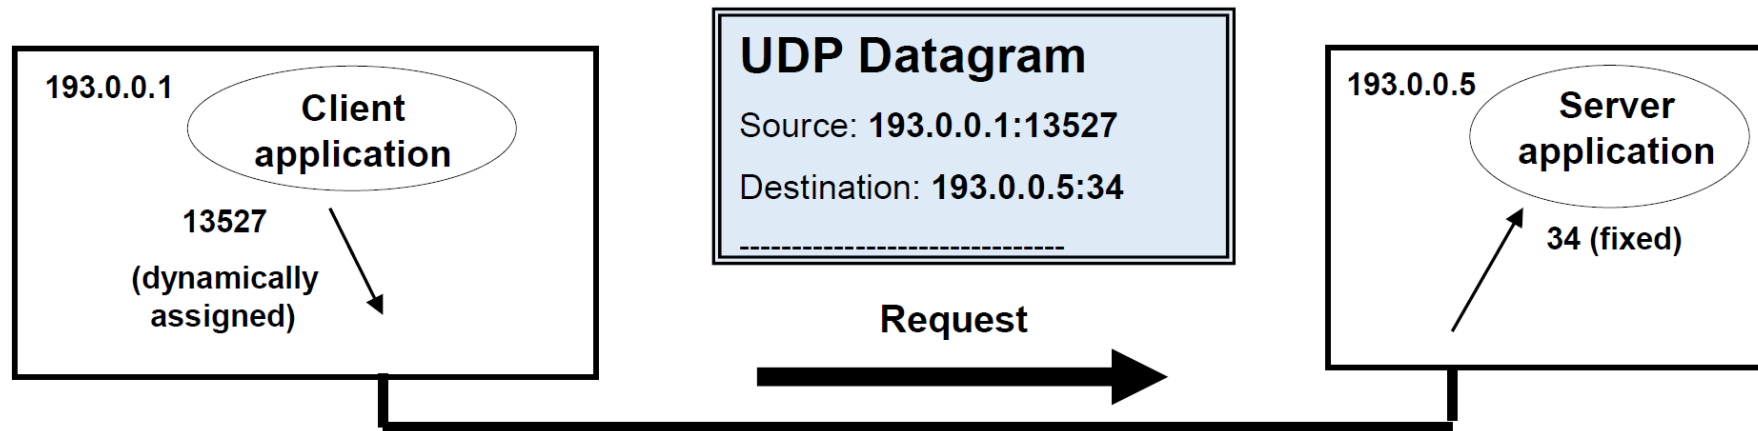 193.0.0.1
Client
application
13527
(dynamically
assigned)
UDP Datagram
Source: 193.0.0.1:13527
Destination: 193.0.0.5:34
-------------------------------
Request
193.0.0.5
Server
application
34 (fixed)